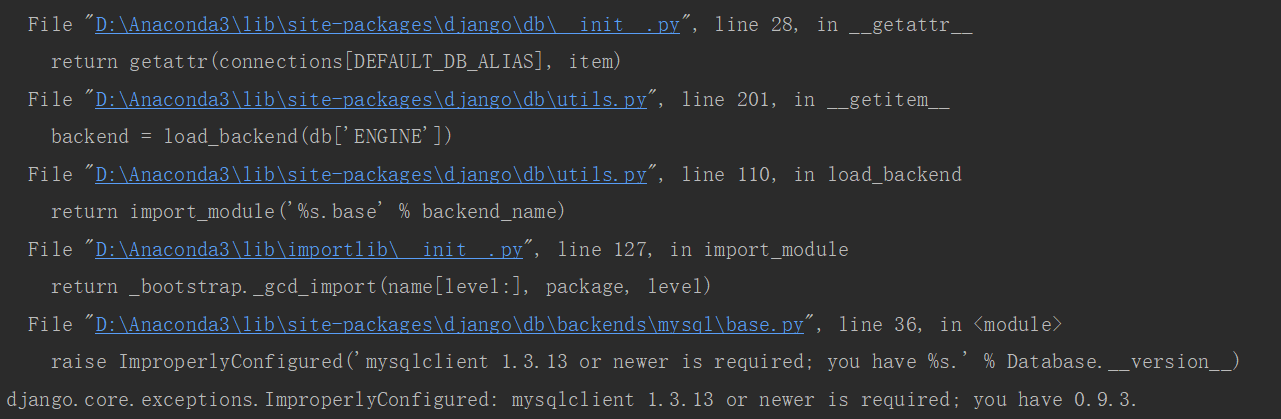 File "D:\Anaconda3\lib\site-packages\django\db\__init__.py", line 28, in __getattr__
return getattr(connections[DEFAULT_DB_ALIAS], item)
File "D:\Anaconda3\lib\site-packages\django\db\utils.py", line 201, in __getitem__
backend = load_backend(db['ENGINE'])
File "D:\Anaconda3\lib\site-packages\django\db\utils.py", line 110, in load_backend
return import_module('%s.base' % backend_name)
File "D:\Anaconda3\lib\importlib\__init__.py", line 127, in import_module
return _bootstrap._gcd_import(name[level:], package, level)
File "D:\Anaconda3\lib\site-packages\django\db\backends\mysql\base.py", line 36, in <module>
raise ImproperlyConfigured('mysqlclient 1.3.13 or newer is required; you have %s.' % Database.__version__)
django.core.exceptions.ImproperlyConfigured: mysqlclient 1.3.13 or newer is required; you have 0.9.3.